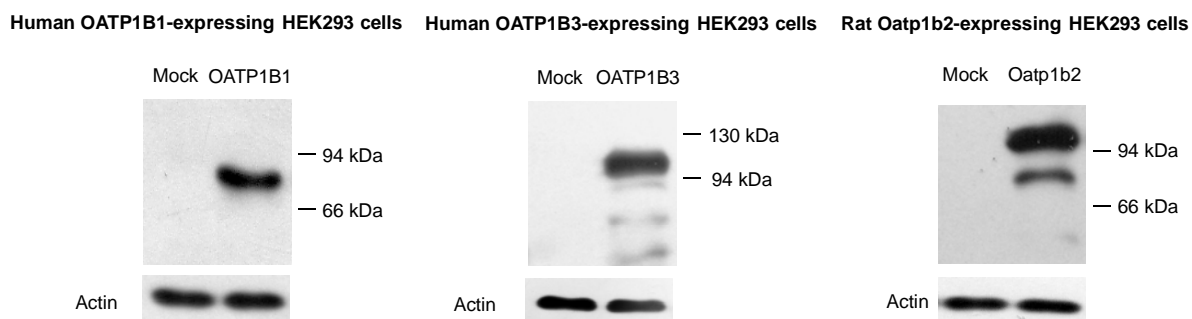 Human OATP1B1-expressing HEK293 cells
Mock OATP1B1
94 kDa
66 kDa
Actin
Human OATP1B3-expressing HEK293 cells
Mock OATP1B3
130 kDa
94 kDa
Actin
Rat Oatp1b2-expressing HEK293 cells
Mock Oatp1b2
94 kDa
66 kDa
Actin